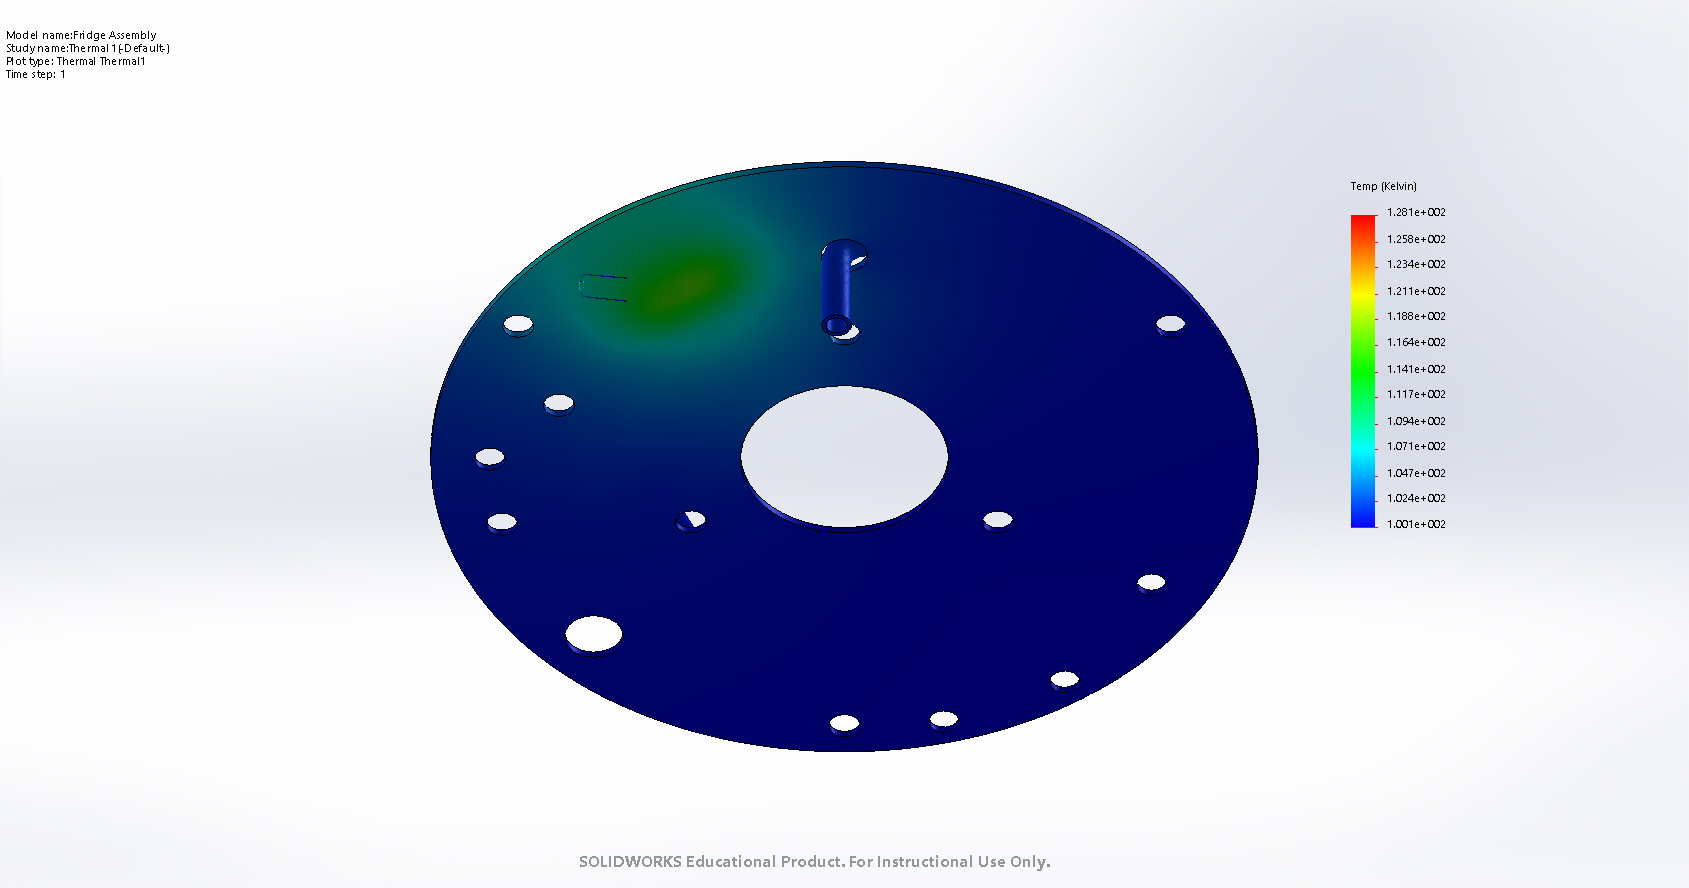 Model name:Fridge Assembly
Study name:Thermal 1(-Default-)
Plot type: Thermal Thermal1
Time step: 1
Temp (Kelvin)
1.281e+002
1.258e+002
1.234e+002
1.211e+002
1.188e+002
1.164e+002
1.141e+002
1.117e+002
1.094e+002
1.071e+002
1.047e+002
1.024e+002
1.001e+002
SOLIDWORKS Educational Product. For Instructional Use Only.